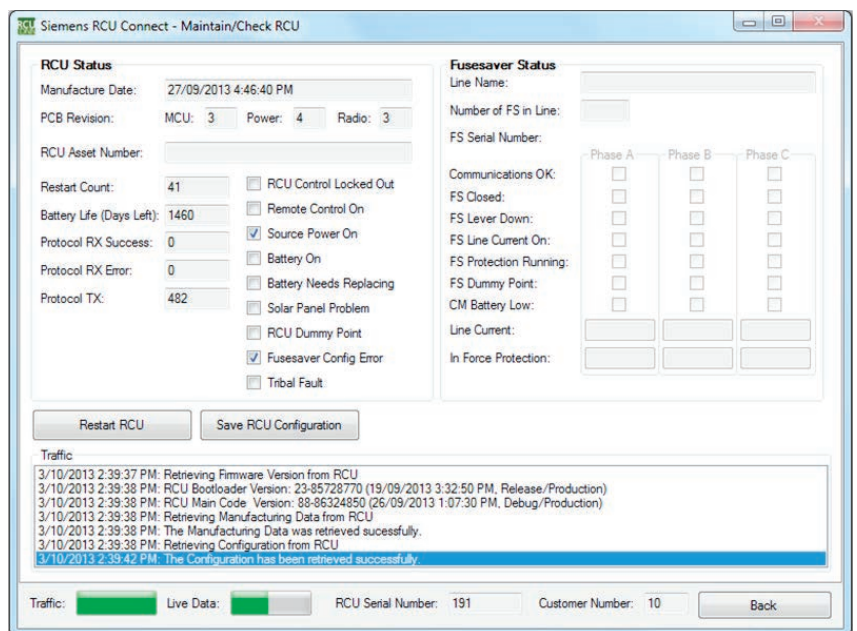 Siemens RCU Connect - Maintain/Check RCU
RCU Status
Manufacture Date: 27/09/2013 4:46:40 PM
PCB Revision: MCU: 3 Power: 4 Radio: 3
RCU Asset Number:
Restart Count: 41
Battery Life (Days Left): 1460
Protocol RX Success: 0
Protocol RX Error: 0
Protocol TX: 482
RCU Control Locked Out
Remote Control On
Source Power On
Battery On
Battery Needs Replacing
Solar Panel Problem
RCU Dummy Point
Fusesaver Config Error
Tribal Fault
Fusesaver Status
Line Name:
Number of FS in Line:
FS Serial Number:
Phase A Phase B Phase C
Communications OK:
FS Closed:
FS Lever Down:
FS Line Current On:
FS Protection Running:
FS Dummy Point:
CM Battery Low:
Line Current:
In Force Protection:
Restart RCU Save RCU Configuration
Traffic
3/10/2013 2:39:37 PM: Retrieving Firmware Version from RCU
3/10/2013 2:39:38 PM: RCU Bootloader Version: 23-85728770 (19/09/2013 3:32:50 PM, Release/Production)
3/10/2013 2:39:38 PM: RCU Main Code Version: 88-86324850 (26/09/2013 1:07:30 PM, Debug/Production)
3/10/2013 2:39:38 PM: Retrieving Manufacturing Data from RCU
3/10/2013 2:39:38 PM: The Manufacturing Data was retrieved sucessfully.
3/10/2013 2:39:38 PM: Retrieving Configuration from RCU
3/10/2013 2:39:42 PM: The Configuration has been retrieved successfully.
Traffic: Live Data: RCU Serial Number: 191 Customer Number: 10 Back